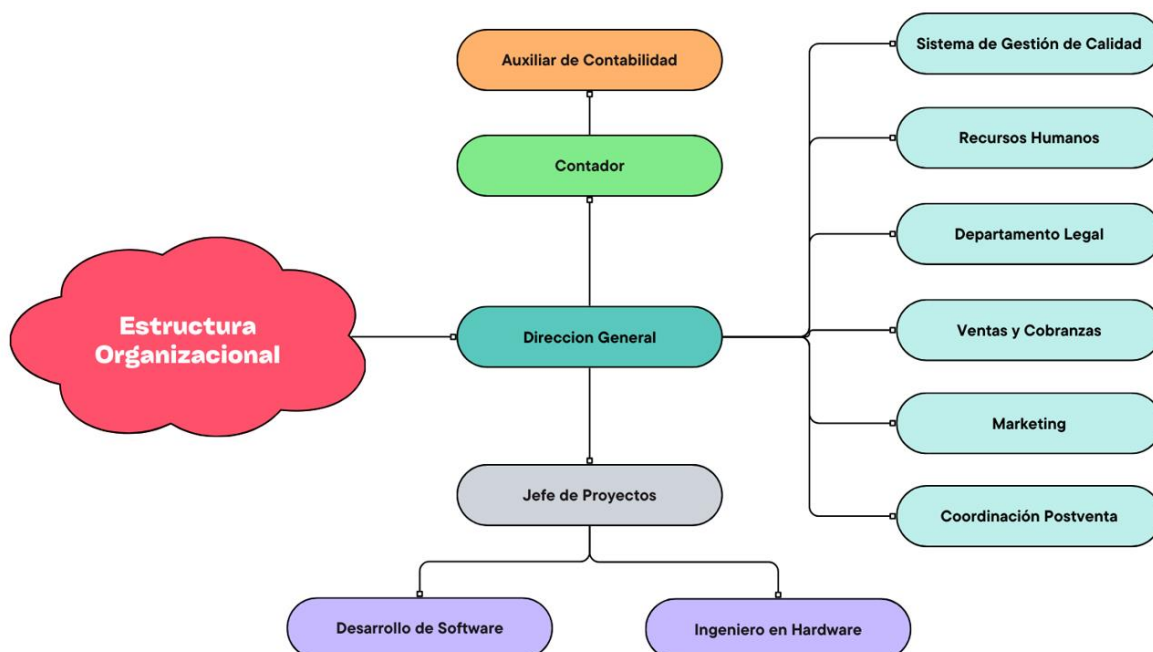 Auxiliar de Contabilidad
Contador
Estructura
Organizacional
Direccion General
Jefe de Proyectos
Desarrollo de Software
Ingeniero en Hardware
Sistema de Gestión de Calidad
Recursos Humanos
Departamento Legal
Ventas y Cobranzas
Marketing
Coordinación Postventa